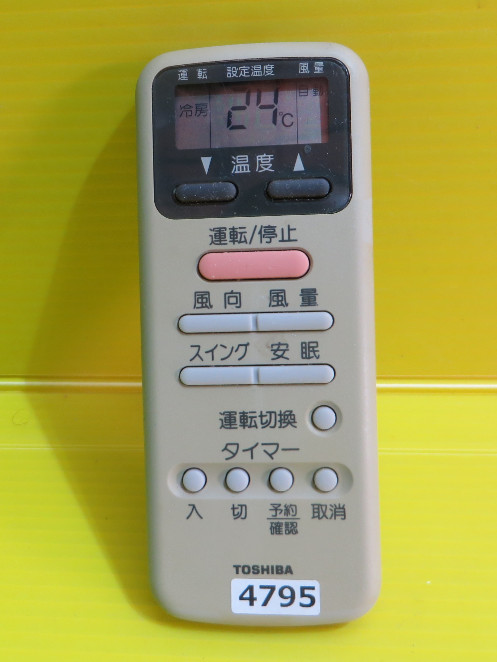 運転 設定温度 風量
冷房 24℃ 自動
▼ 温度 ▲
運転/停止
風向 風量
スイング 安眠
運転切換
タイマー
入 切 予約 取消
確認
TOSHIBA
4795